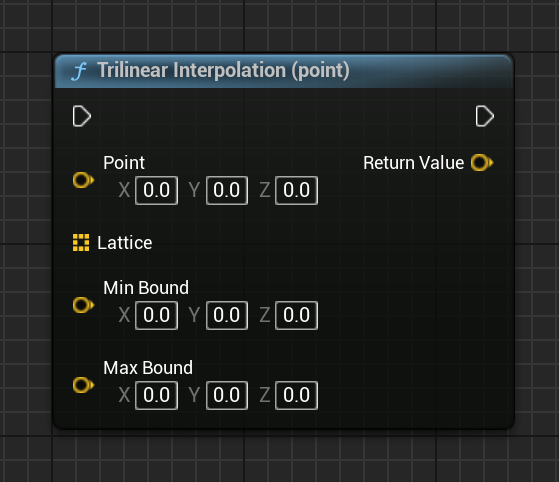 f Trilinear Interpolation (point)
Point Return Value
X 0.0 Y 0.0 Z 0.0
Lattice
Min Bound
X 0.0 Y 0.0 Z 0.0
Max Bound
X 0.0 Y 0.0 Z 0.0